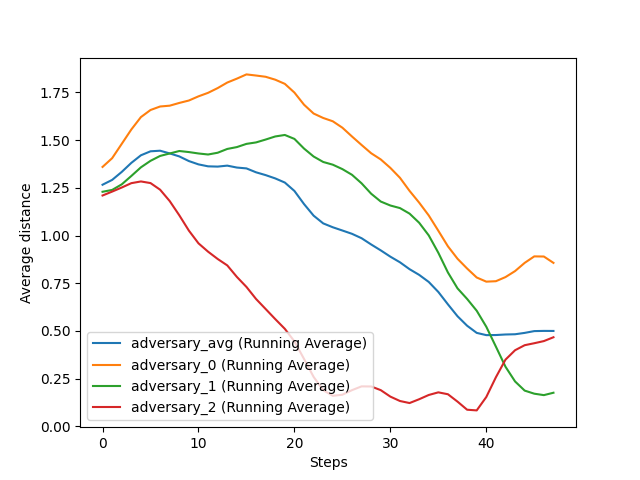 1.75
1.50
1.25
1.00
0.75
0.50
0.25
0.00
Average distance
adversary_avg (Running Average)
adversary_0 (Running Average)
adversary_1 (Running Average)
adversary_2 (Running Average)
0 10 20 30 40
Steps